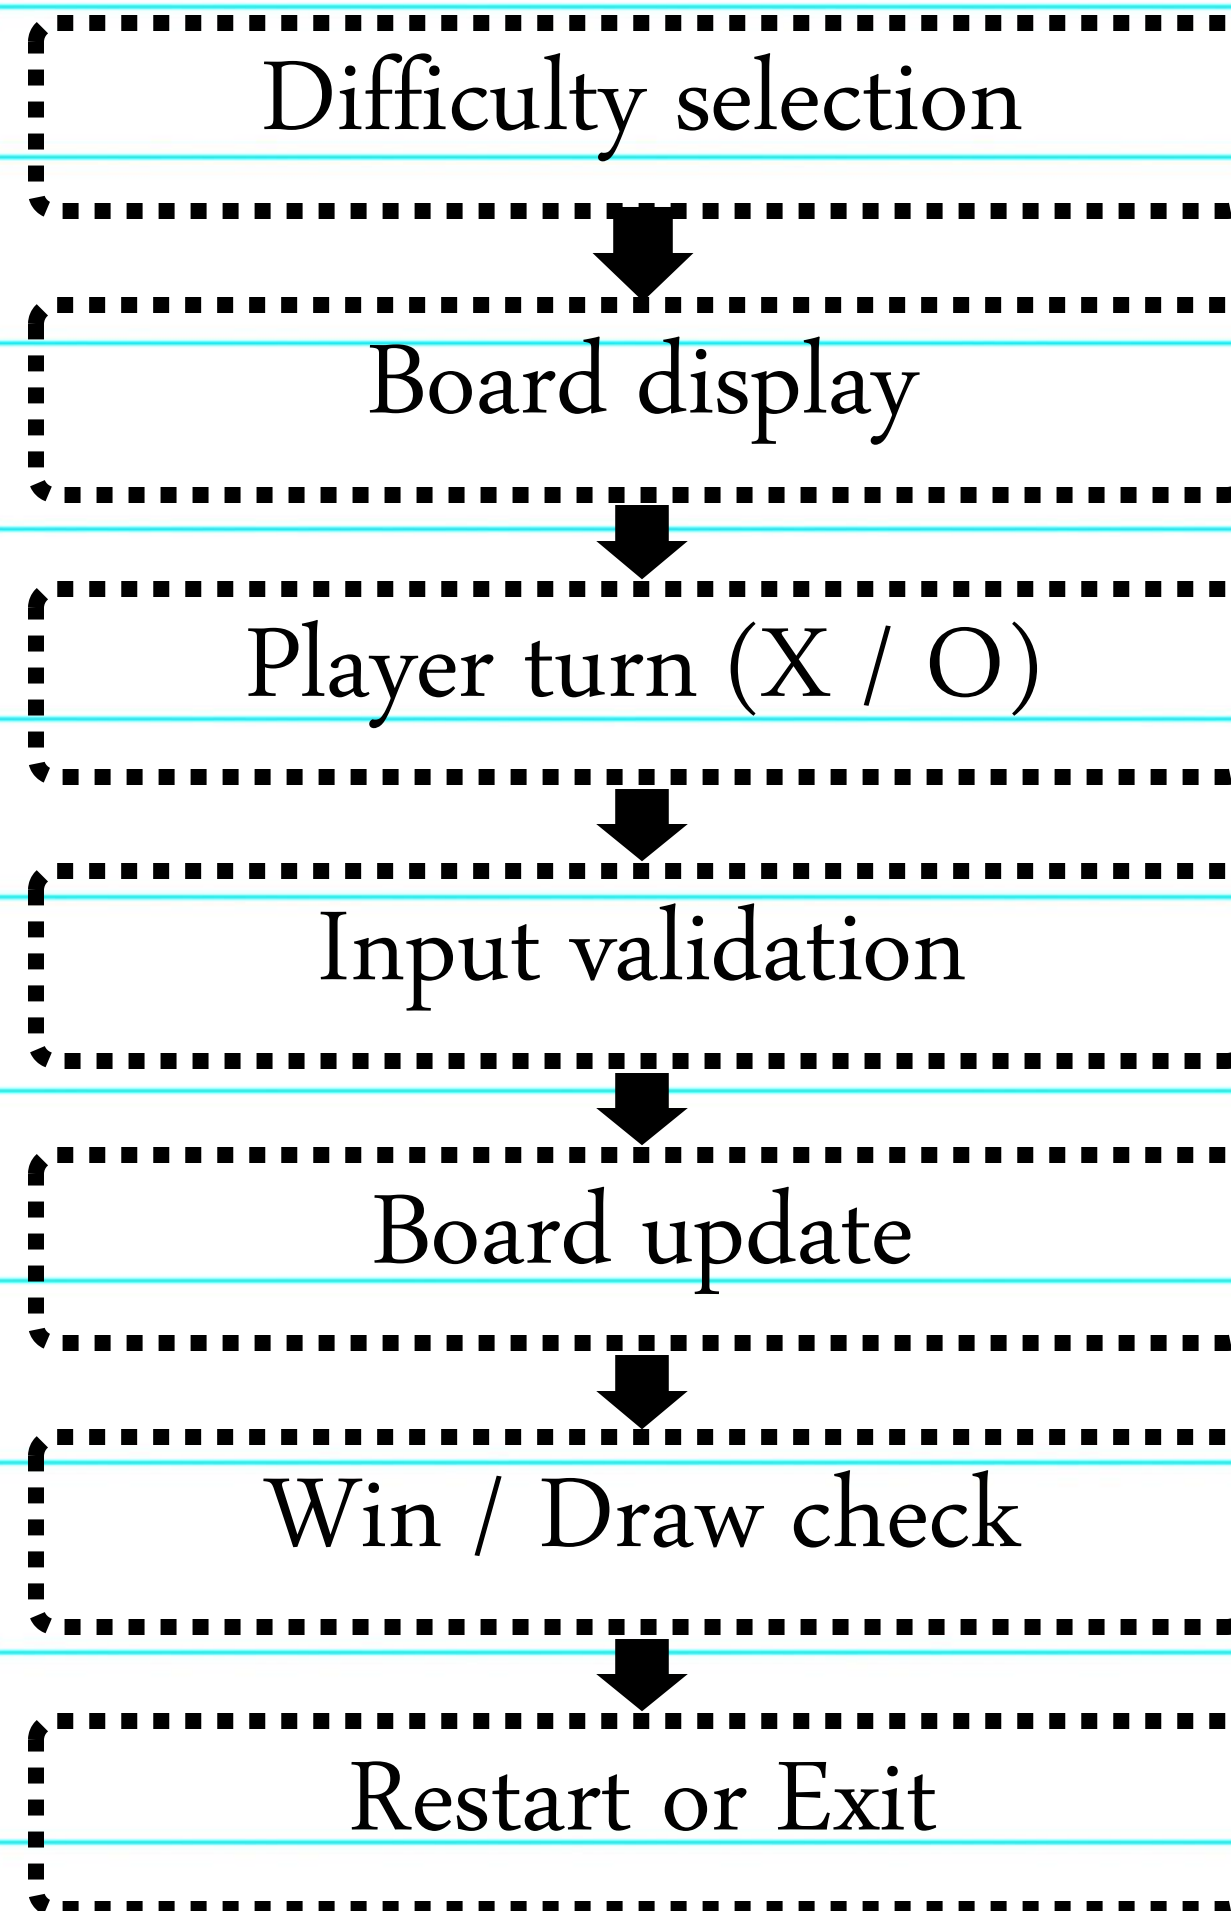 Difficulty selection
Board display
Player turn (X / O)
Input validation
Board update
Win / Draw check
Restart or Exit